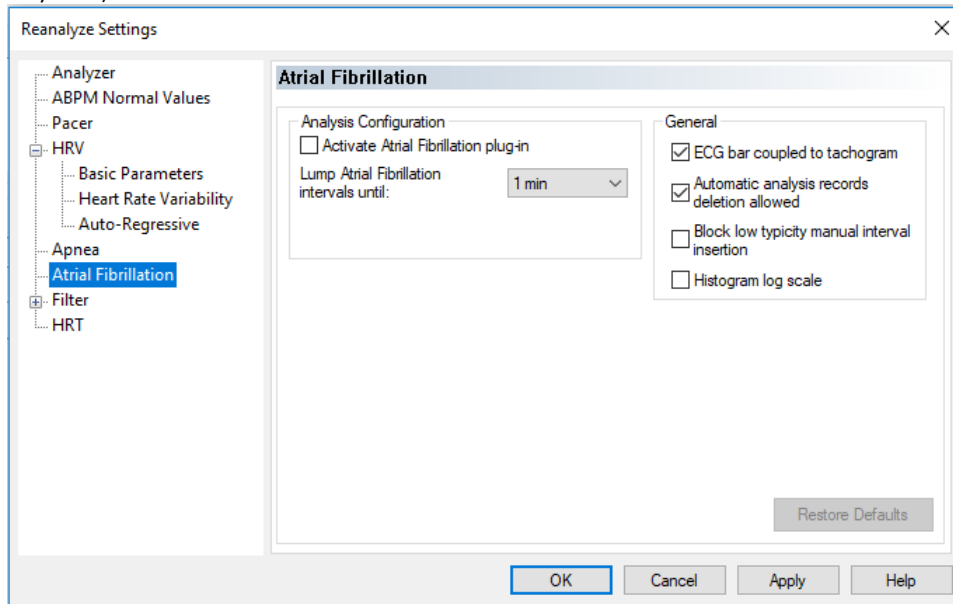 Reanalyze Settings
Analyzer
ABPM Normal Values
Pacer
HRV
Basic Parameters
Heart Rate Variability
Auto-Regressive
Apnea
Atrial Fibrillation
Filter
HRT
Atrial Fibrillation
Analysis Configuration
Activate Atrial Fibrillation plug-in
Lump Atrial Fibrillation
intervals until:
1 min
General
ECG bar coupled to tachogram
Automatic analysis records
deletion allowed
Block low typicity manual interval
insertion
Histogram log scale
Restore Defaults
OK
Cancel
Apply
Help